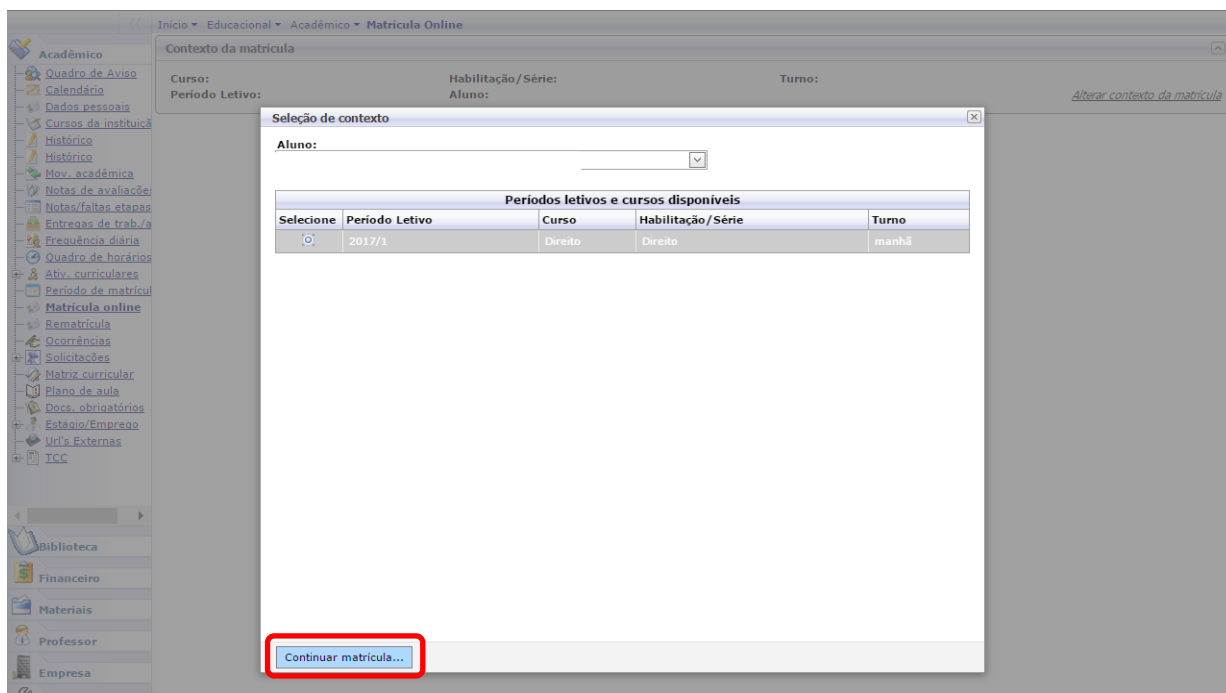 Início Educacional Acadêmico Matrícula Online
Acadêmico
Quadro de Aviso
Calendário
Dados pessoais
Cursos da instituiçã
Histórico
Histórico
Mov. acadêmica
Notas de avaliações
Notas/faltas etapas
Entregas de trab./a
Frequência diária
Quadro de horários
Ativ. curriculares
Período de matrícul
Matrícula online
Rematrícula
Ocorrências
Solicitações
Matriz curricular
Plano de aula
Docs. obrigatórios
Estágio/Emprego
Url's Externas
TCC
Biblioteca
Financeiro
Materiais
Professor
Empresa
Contexto da matrícula
Curso: Habilitação/Série: Turno:
Período Letivo: Aluno: Alterar contexto da matrícula
Seleção de contexto
Aluno:
Períodos letivos e cursos disponíveis
Selecione Período Letivo Curso Habilitação/Série Turno
2017/1 Direito Direito manhã
Continuar matrícula...